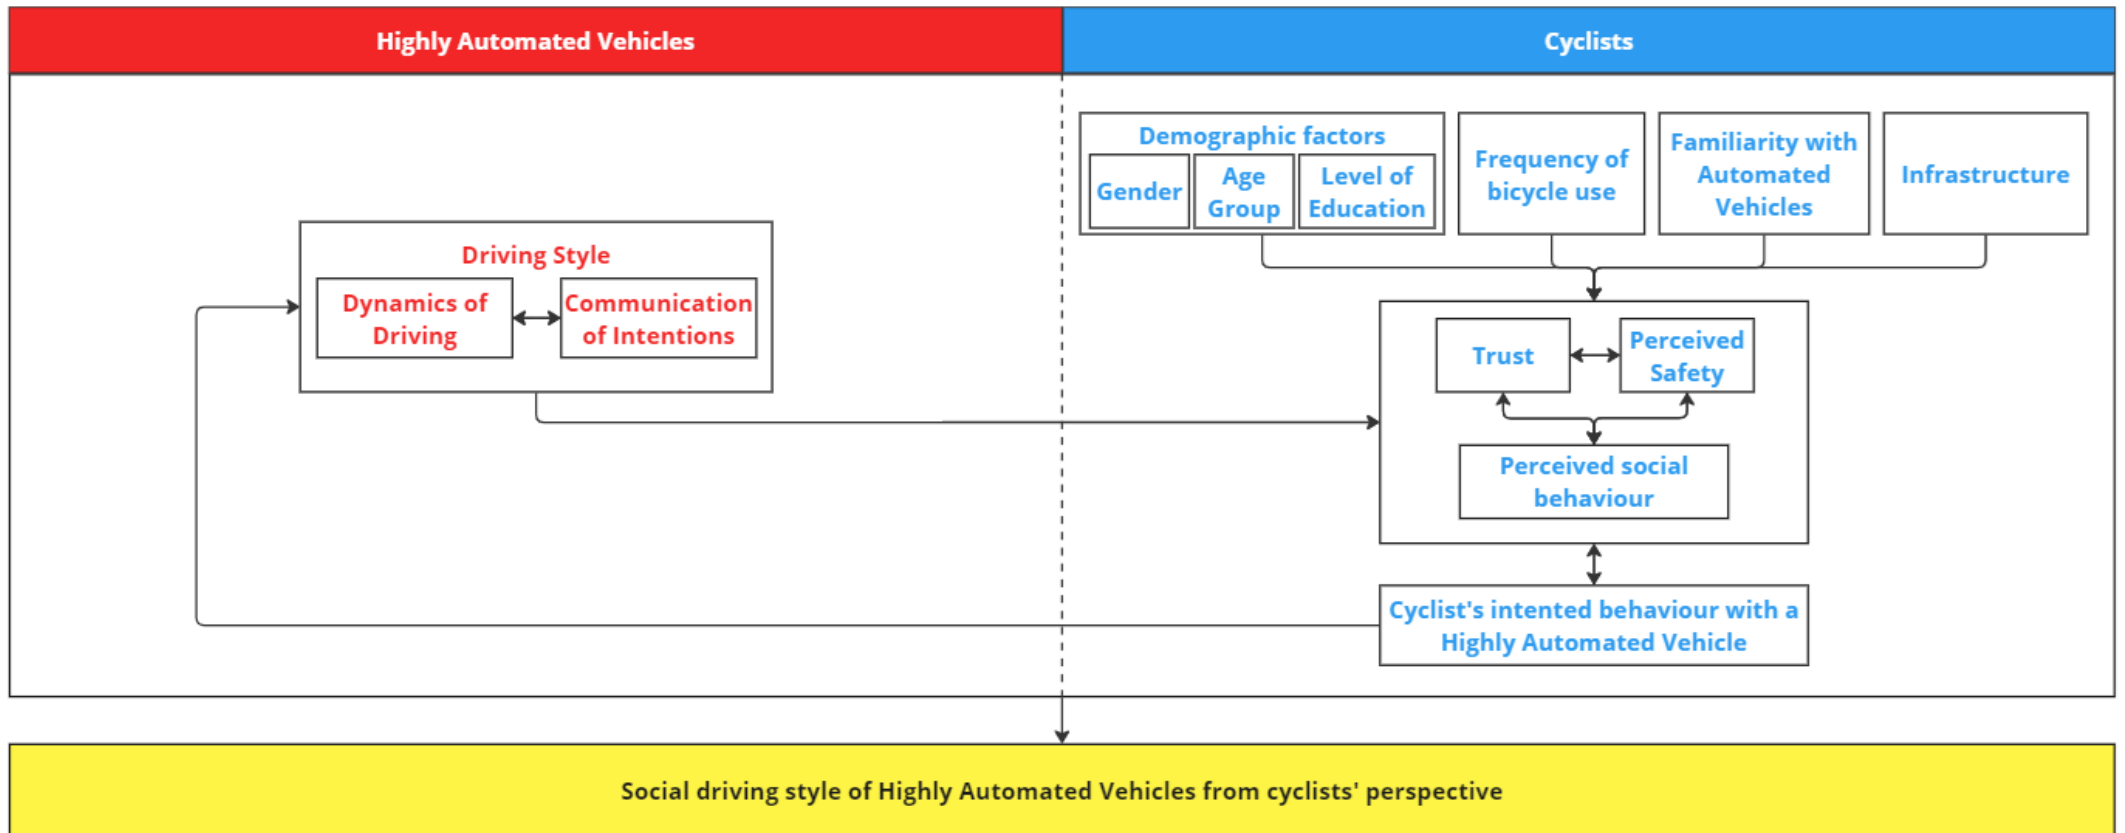 Highly Automated Vehicles
Cyclists
Demographic factors
Gender
Age
Group
Level of
Education
Frequency of
bicycle use
Familiarity with
Automated
Vehicles
Infrastructure
Driving Style
Dynamics of
Driving
Communication
of Intentions
Trust
Perceived
Safety
Perceived social
behaviour
Cyclist's intented behaviour with a
Highly Automated Vehicle
Social driving style of Highly Automated Vehicles from cyclists' perspective